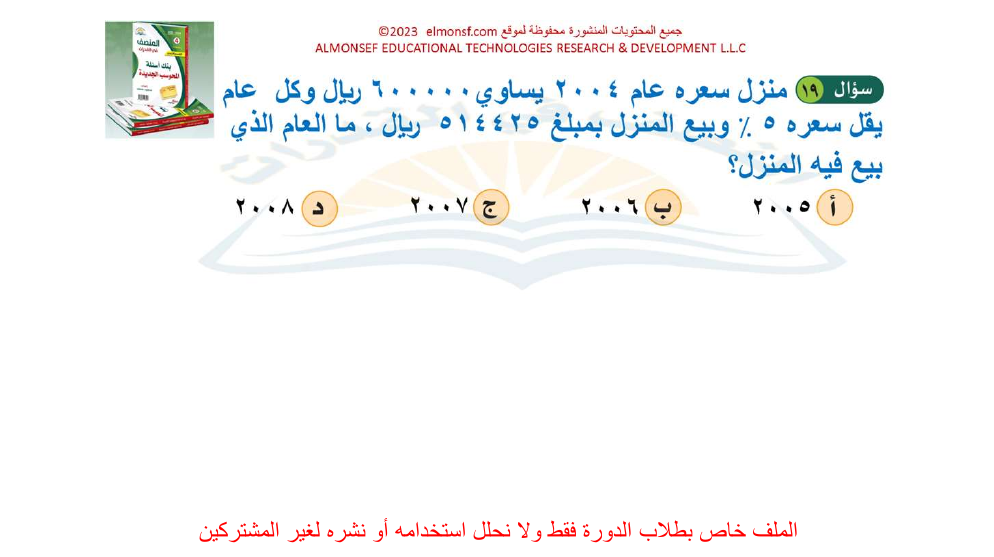 جميع المحتويات المنشورة محفوظة لموقع elmonsf.com ©2023
ALMONSEF EDUCATIONAL TECHNOLOGIES RESEARCH & DEVELOPMENT L.L.C
المنصف
بنك أسئلة
المحوسب الجديدة
سؤال ١٩ منزل سعره عام ٢٠٠٤ يساوي ٦٠٠٠٠٠ ريال وكل عام
يقل سعره ٥ ٪ وبيع المنزل بمبلغ ٥١٤٤٢٥ ريال ، ما العام الذي
بيع فيه المنزل؟
أ ٢٠٠٥ ب ٢٠٠٦ ج ٢٠٠٧ د ٢٠٠٨
الملف خاص بطلاب الدورة فقط ولا نحلل استخدامه أو نشره لغير المشتركين